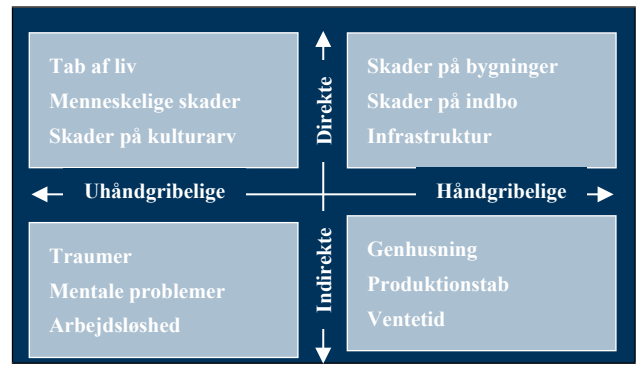 Tab af liv
Menneskelige skader
Skader på kulturarv
Direkte
Skader på bygninger
Skader på indbo
Infrastruktur
Uhåndgribelige
Håndgribelige
Traumer
Mentale problemer
Arbejdsløshed
Indirekte
Genhusning
Produktionstab
Ventetid